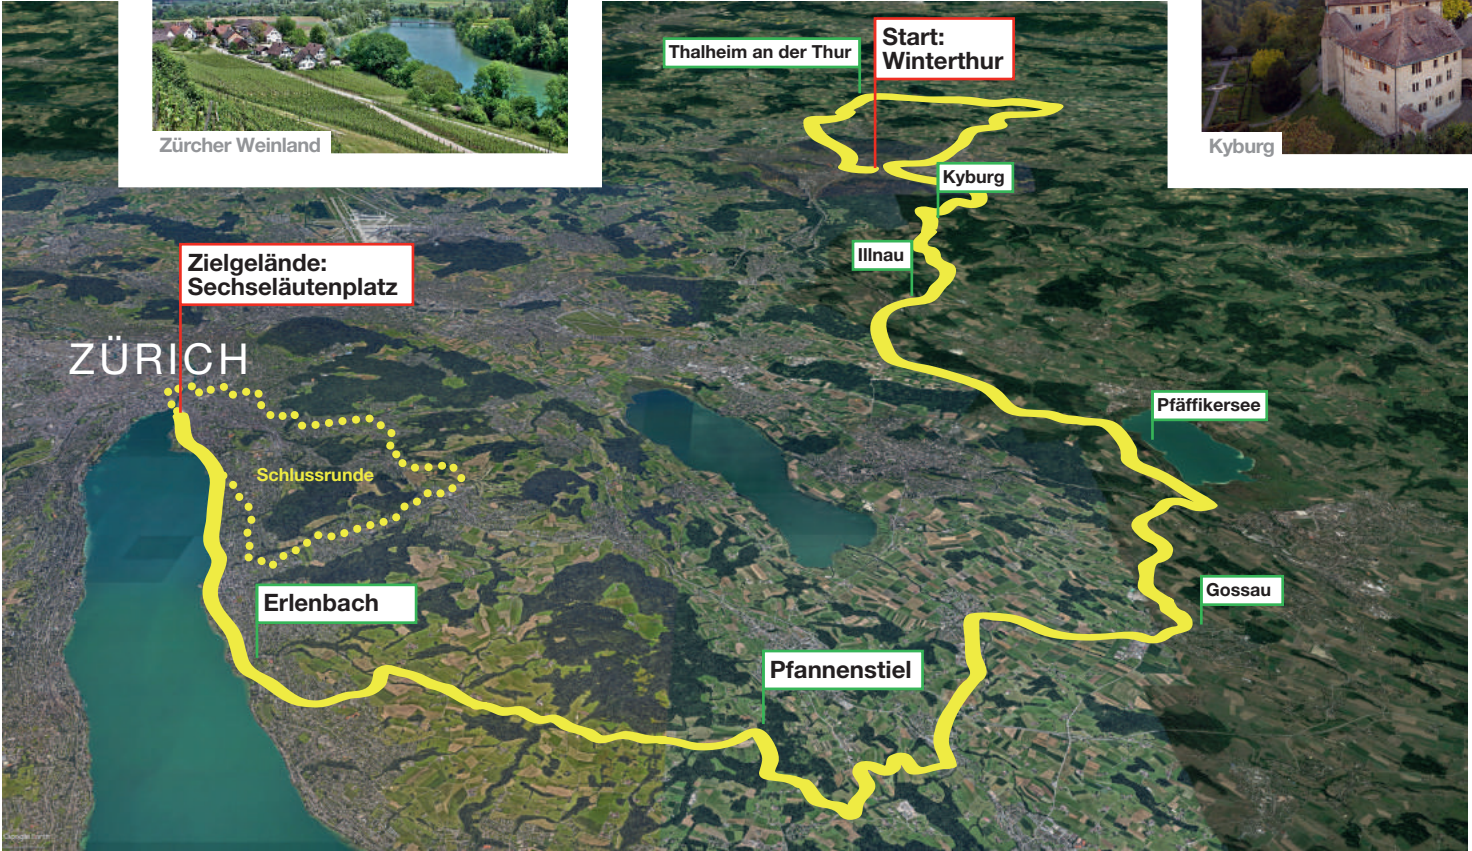 Zürcher Weinland
Thalheim an der Thur
Start:
Winterthur
Kyburg
Kyburg
Illnau
Zielgelände:
Sechseläutenplatz
ZÜRICH
Pfäffikersee
Schlussrunde
Erlenbach
Gossau
Pfannenstiel